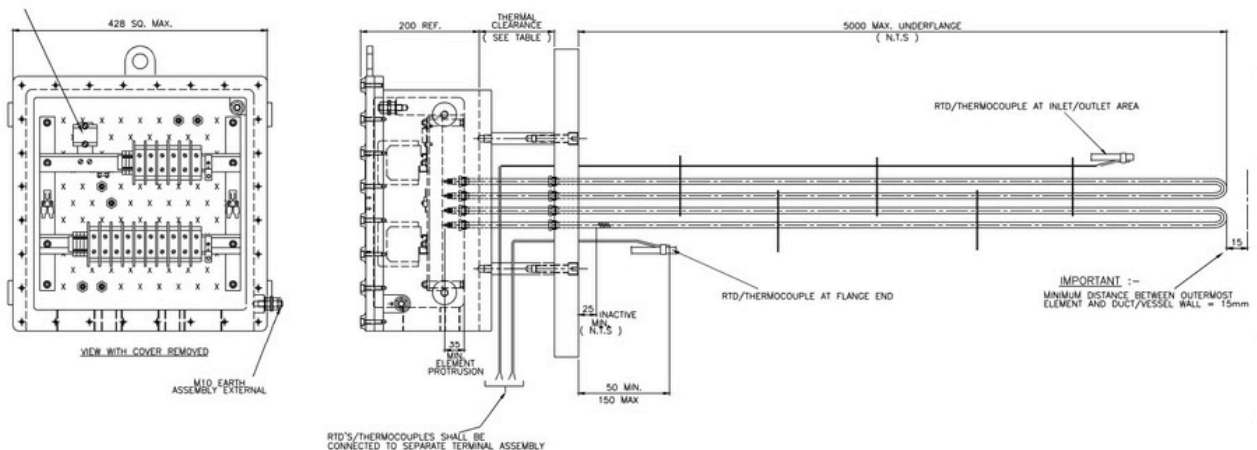 428 SQ. MAX.
200 REF.
THERMAL
CLEARANCE
( SEE TABLE )
5000 MAX. UNDERFLANGE
( N.T.S )
RTD/THERMOCOUPLE AT INLET/OUTLET AREA
15
IMPORTANT :-
MINIMUM DISTANCE BETWEEN OUTERMOST
ELEMENT AND DUCT/VESSEL WALL = 15mm
RTD/THERMOCOUPLE AT FLANGE END
25 INACTIVE
MIN.
( N.T.S )
35
MIN.
ELEMENT
PROTRUSION
50 MIN.
150 MAX
VIEW WITH COVER REMOVED
M10 EARTH
ASSEMBLY EXTERNAL
RTD'S/THERMOCOUPLES SHALL BE
CONNECTED TO SEPARATE TERMINAL ASSEMBLY